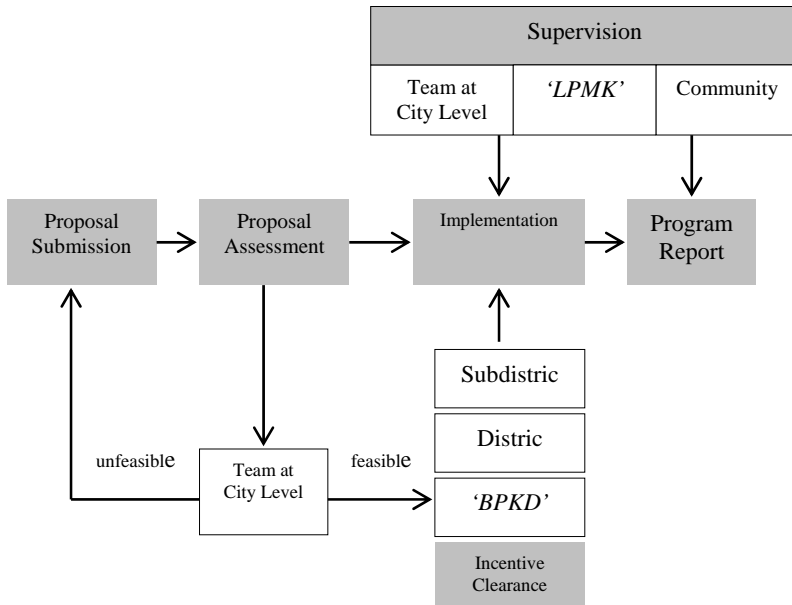 Supervision
Team at
City Level
‘LPMK’
Community
Proposal
Submission
Proposal
Assessment
Implementation
Program
Report
Subdistric
Distric
‘BPKD’
Incentive
Clearance
unfeasible
Team at
City Level
feasible